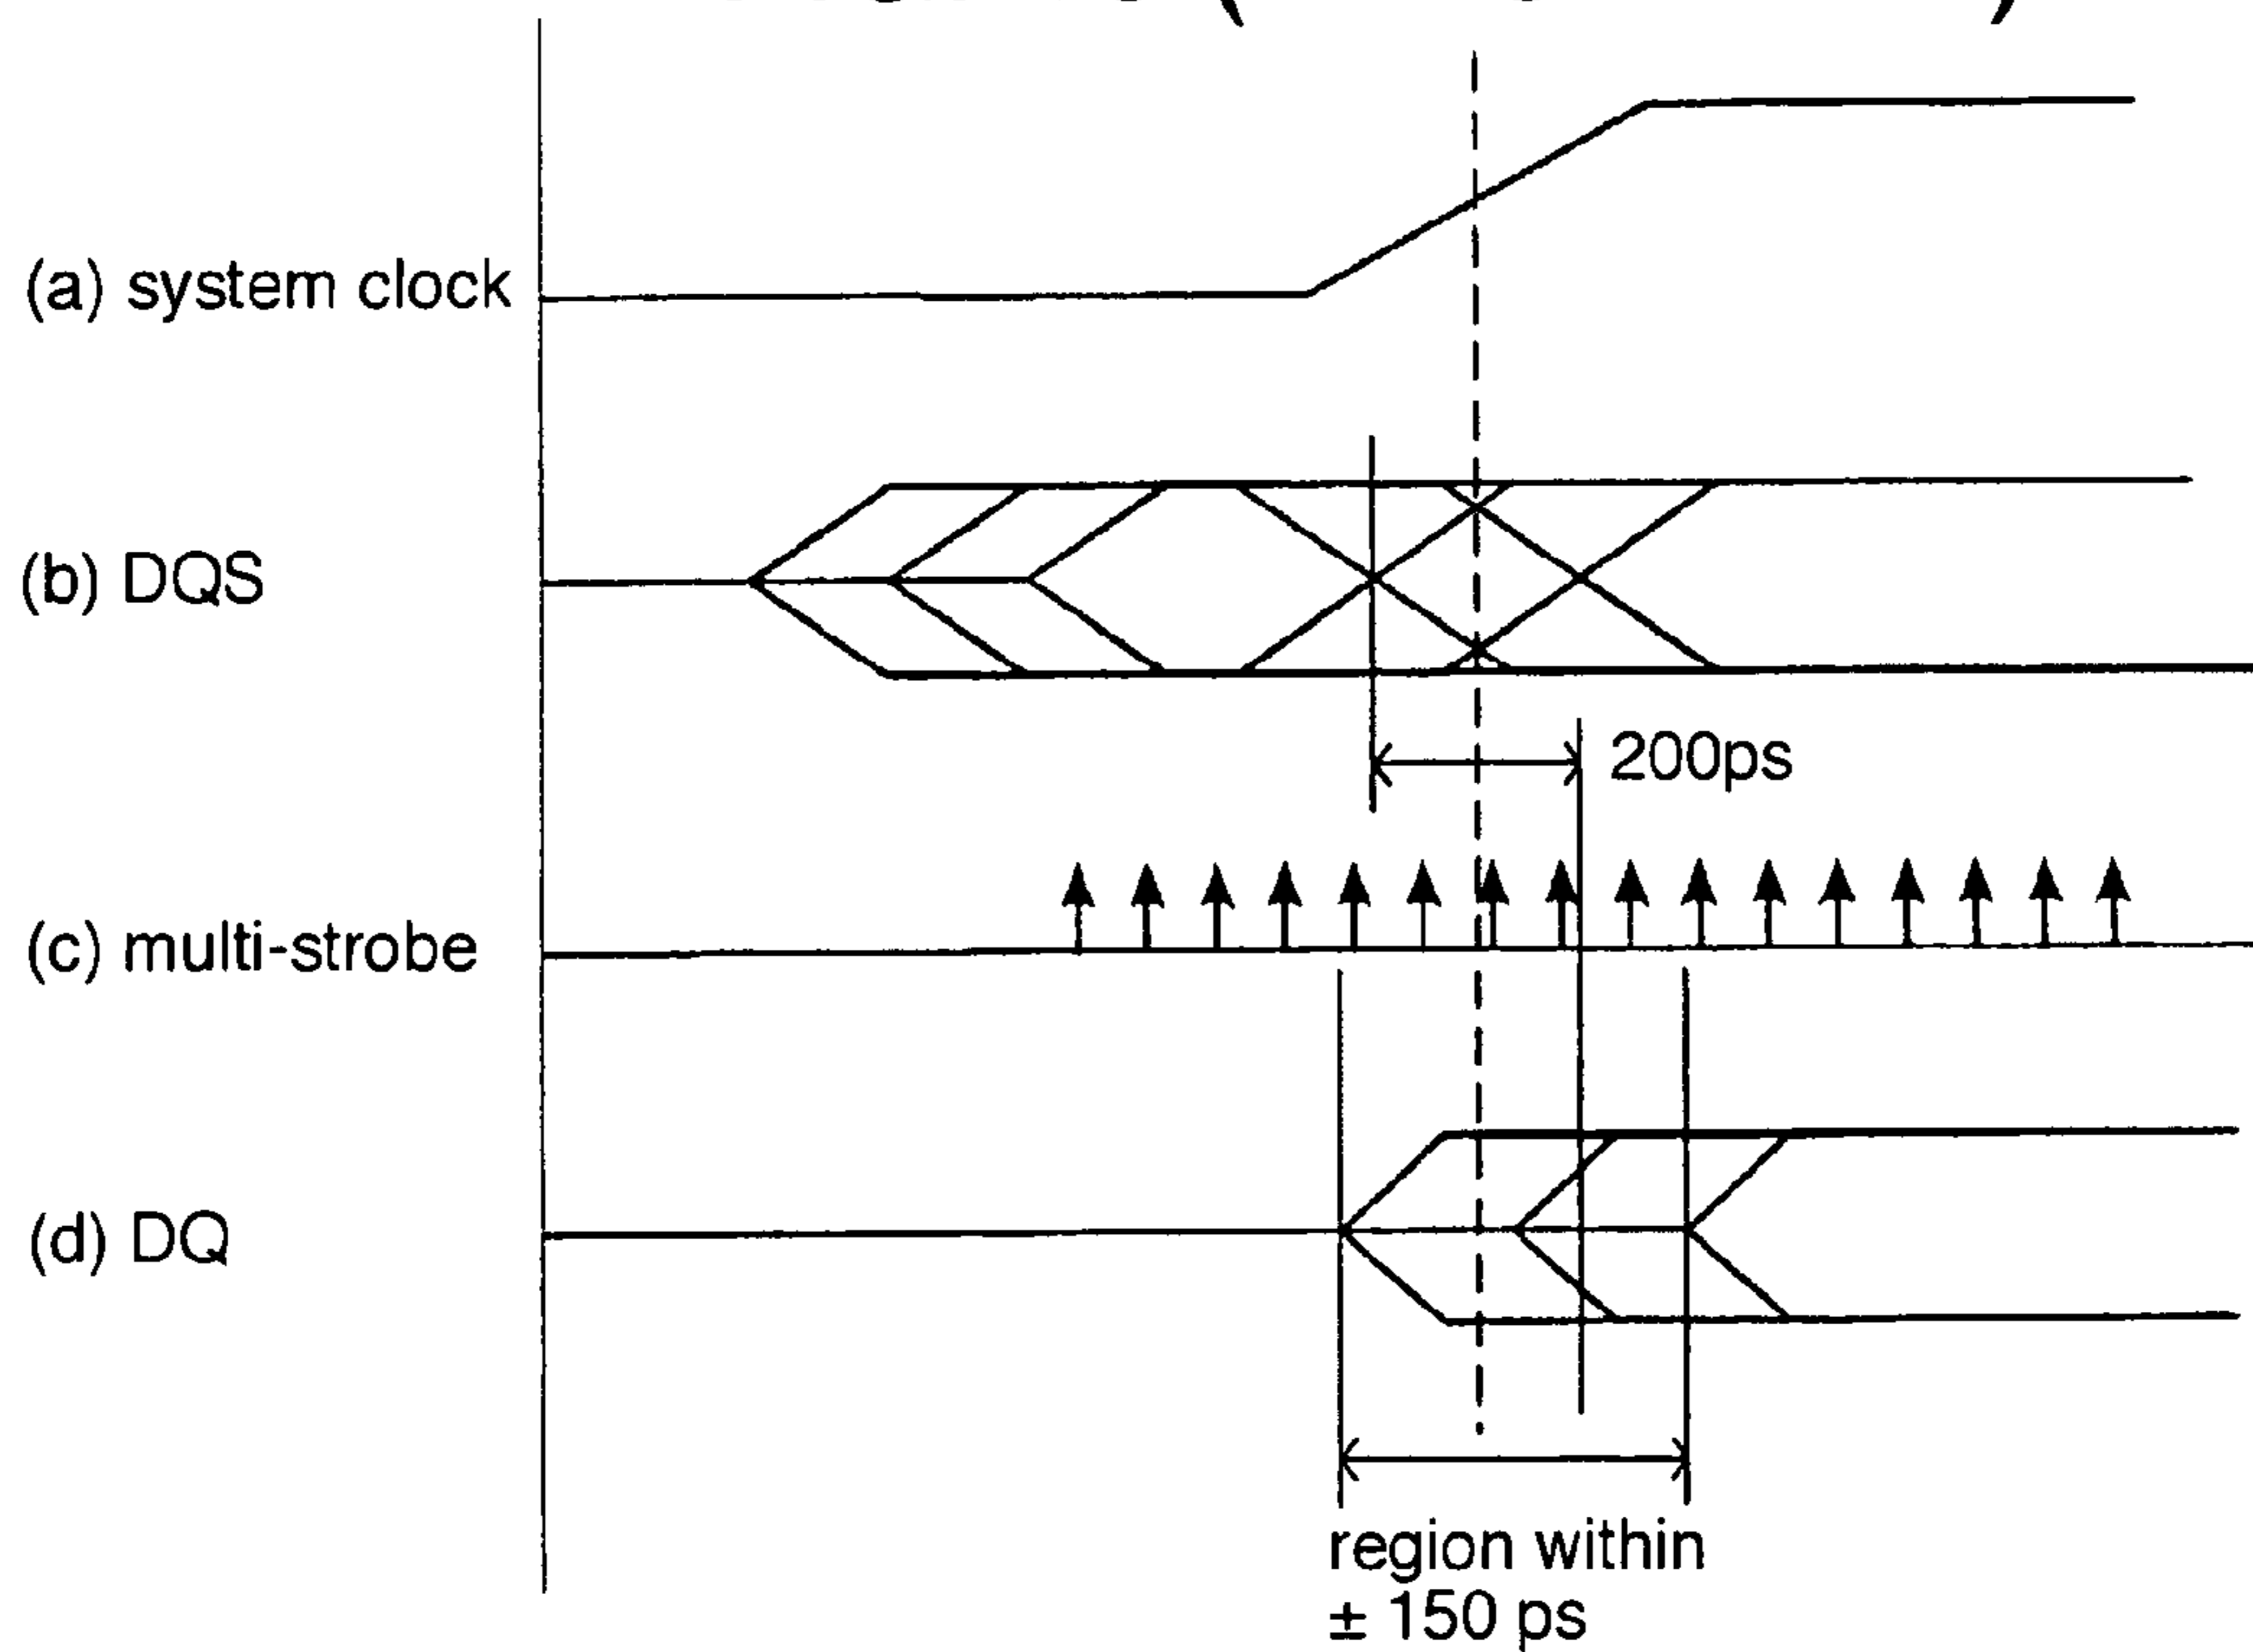 (a) system clock
(b) DQS
200ps
(c) multi-strobe
(d) DQ
region within
± 150 ps